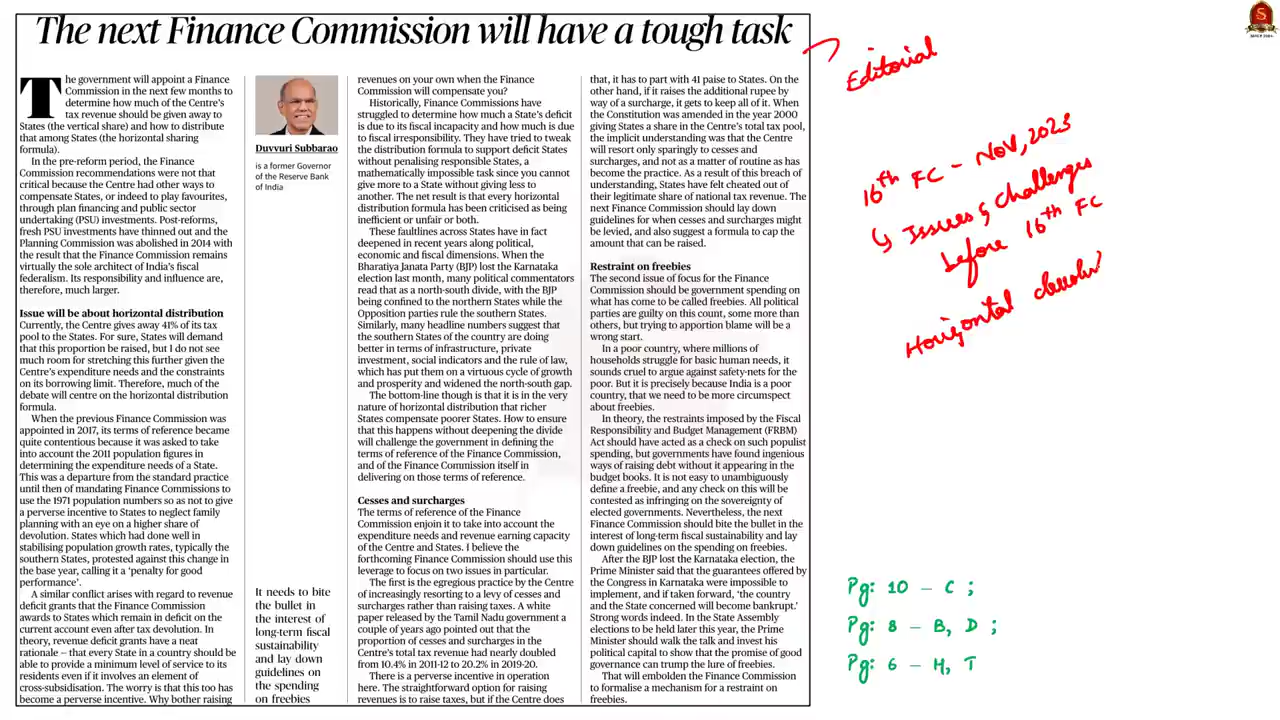 The next Finance Commission will have a tough task
The government will appoint a Finance
Commission in the next few months to
determine how much of the Centre's
tax revenue should be given away to
States (the vertical share) and how to distribute
that among States (the horizontal sharing
formula).
In the pre-reform period, the Finance
Commission recommendations were not that
critical because the Centre had other ways to
compensate States, or indeed to play favourites,
through plan financing and public sector
undertaking (PSU) investments. Post-reforms,
fresh PSU investments have thinned out and the
Planning Commission was abolished in 2014 with
the result that the Finance Commission remains
virtually the sole architect of India's fiscal
federalism. Its responsibility and influence are,
therefore, much larger.
Issue will be about horizontal distribution
Currently, the Centre gives away 41% of its tax
pool to the States. For sure, States will demand
that this proportion be raised, but I do not see
much room for stretching this further given the
Centre's expenditure needs and the constraints
on its borrowing limit. Therefore, much of the
debate will centre on the horizontal distribution
formula.
When the previous Finance Commission was
appointed in 2017, its terms of reference became
quite contentious because it was asked to take
into account the 2011 population figures in
determining the expenditure needs of a State.
This was a departure from the standard practice
until then of mandating Finance Commissions to
use the 1971 population numbers so as not to give
a perverse incentive to States to neglect family
planning with an eye on a higher share of
devolution. States which had done well in
stabilising population growth rates, typically the
southern States, protested against this change in
the base year, calling it a 'penalty for good
performance'.
A similar conflict arises with regard to revenue
deficit grants that the Finance Commission
awards to States which remain in deficit on the
current account even after tax devolution. In
theory, revenue deficit grants have a neat
rationale — that every State in a country should be
able to provide a minimum level of service to its
residents even if it involves an element of
cross-subsidisation. The worry is that this too has
become a perverse incentive. Why bother raising
Duvvuri Subbarao
is a former Governor
of the Reserve Bank
of India
It needs to bite
the bullet in
the interest of
long-term fiscal
sustainability
and lay down
guidelines on
the spending
on freebies
revenues on your own when the Finance
Commission will compensate you?
Historically, Finance Commissions have
struggled to determine how much a State's deficit
is due to its fiscal incapacity and how much is due
to fiscal irresponsibility. They have tried to tweak
the distribution formula to support deficit States
without penalising responsible States, a
mathematically impossible task since you cannot
give more to a State without giving less to
another. The net result is that every horizontal
distribution formula has been criticised as being
inefficient or unfair or both.
These faultlines across States have in fact
deepened in recent years along political,
economic and fiscal dimensions. When the
Bharatiya Janata Party (BJP) lost the Karnataka
election last month, many political commentators
read that as a north-south divide, with the BJP
being confined to the northern States while the
Opposition parties rule the southern States.
Similarly, many headline numbers suggest that
the southern States of the country are doing
better in terms of infrastructure, private
investment, social indicators and the rule of law,
which has put them on a virtuous cycle of growth
and prosperity and widened the north-south gap.
The bottom-line though is that it is in the very
nature of horizontal distribution that richer
States compensate poorer States. How to ensure
that this happens without deepening the divide
will challenge the government in defining the
terms of reference of the Finance Commission,
and of the Finance Commission itself in
delivering on those terms of reference.
Cesses and surcharges
The terms of reference of the Finance
Commission enjoin it to take into account the
expenditure needs and revenue earning capacity
of the Centre and States. I believe the
forthcoming Finance Commission should use this
leverage to focus on two issues in particular.
The first is the egregious practice by the Centre
of increasingly resorting to a levy of cesses and
surcharges rather than raising taxes. A white
paper released by the Tamil Nadu government a
couple of years ago pointed out that the
proportion of cesses and surcharges in the
Centre's total tax revenue had nearly doubled
from 10.4% in 2011-12 to 20.2% in 2019-20.
There is a perverse incentive in operation
here. The straightforward option for raising
revenues is to raise taxes, but if the Centre does
that, it has to part with 41 paise to States. On the
other hand, if it raises the additional rupee by
way of a surcharge, it gets to keep all of it. When
the Constitution was amended in the year 2000
giving States a share in the Centre's total tax pool,
the implicit understanding was that the Centre
will resort only sparingly to cesses and
surcharges, and not as a matter of routine as has
become the practice. As a result of this breach of
understanding, States have felt cheated out of
their legitimate share of national tax revenue. The
next Finance Commission should lay down
guidelines for when cesses and surcharges might
be levied, and also suggest a formula to cap the
amount that can be raised.
Restraint on freebies
The second issue of focus for the Finance
Commission should be government spending on
what has come to be called freebies. All political
parties are guilty on this count, some more than
others, but trying to apportion blame will be a
wrong start.
In a poor country, where millions of
households struggle for basic human needs, it
sounds cruel to argue against safety-nets for the
poor. But it is precisely because India is a poor
country, that we need to be more circumspect
about freebies.
In theory, the restraints imposed by the Fiscal
Responsibility and Budget Management (FRBM)
Act should have acted as a check on such populist
spending, but governments have found ingenious
ways of raising debt without it appearing in the
budget books. It is not easy to unambiguously
define a freebie, and any check on this will be
contested as infringing on the sovereignty of
elected governments. Nevertheless, the next
Finance Commission should bite the bullet in the
interest of long-term fiscal sustainability and lay
down guidelines on the spending on freebies.
After the BJP lost the Karnataka election, the
Prime Minister said that the guarantees offered by
the Congress in Karnataka were impossible to
implement, and if taken forward, 'the country
and the State concerned will become bankrupt.'
Strong words indeed. In the State Assembly
elections to be held later this year, the Prime
Minister should walk the talk and invest his
political capital to show that the promise of good
governance can trump the lure of freebies.
That will embolden the Finance Commission
to formalise a mechanism for a restraint on
freebies.
Editorial
16th FC - Nov, 2023
Issues & Challenges
before 16th FC
Horizontal
Pg: 10 - C ;
Pg: 8 - B, D ;
Pg: 6 - H, T